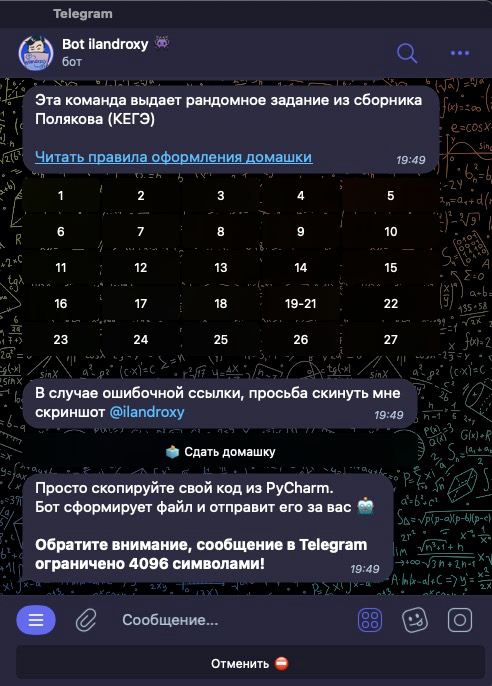 Telegram
Bot ilandroxy 👾
бот
Эта команда выдает рандомное задание из сборника
Полякова (КЕГЭ)
Читать правила оформления домашки
19:49
1 2 3 4 5
6 7 8 9 10
11 12 13 14 15
16 17 18 19-21 22
23 24 25 26 27
В случае ошибочной ссылки, просьба скинуть мне
скриншот @ilandroxy
19:49
🗳 Сдать домашку
Просто скопируйте свой код из PyCharm.
Бот сформирует файл и отправит его за вас 🤖
Обратите внимание, сообщение в Telegram
ограничено 4096 символами!
19:49
Сообщение...
Отменить ⛔